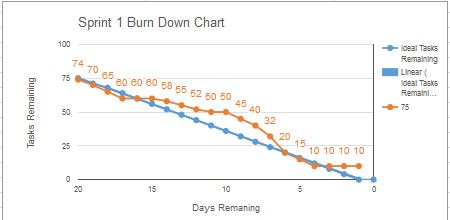 Sprint 1 Burn Down Chart
100
75
50
25
0
Tasks Remaining
74 70 65 60 60 60 58 55 52 50 50 45 40 32 20 15 10 10 10 10
20 15 10 5 0
Days Remaning
Ideal Tasks
Remaining
Linear (
Ideal Tasks
Remaini...
75